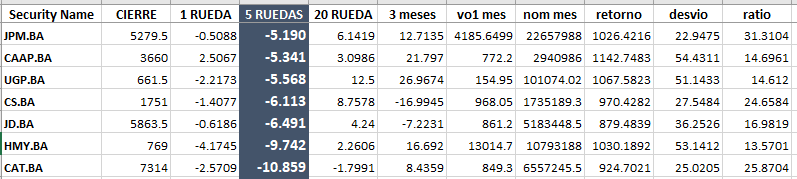 Security Name CIERRE 1 RUEDA 5 RUEDAS 20 RUEDA 3 meses vo1 mes nom mes retorno desvio ratio
JPM.BA 5279.5 -0.5088 -5.190 6.1419 12.7135 4185.6499 22657988 1026.4216 22.9475 31.3104
CAAP.BA 3660 2.5067 -5.341 3.0986 21.797 772.2 2940986 1142.7483 54.4311 14.6961
UGP.BA 661.5 -2.2173 -5.568 12.5 26.9674 154.95 101074.02 1067.5823 51.1433 14.612
CS.BA 1751 -1.4077 -6.113 8.7578 -16.9945 968.05 1735189.3 970.4282 27.5484 24.6584
JD.BA 5863.5 -0.6186 -6.491 4.24 -7.2231 861.2 5183448.5 879.4839 36.2526 16.9819
HMY.BA 769 -4.1745 -9.742 2.2606 16.692 13014.7 10793188 1030.1892 53.1412 13.5701
CAT.BA 7314 -2.5709 -10.859 -1.7991 8.4359 849.3 6557245.5 924.7021 25.0205 25.8704